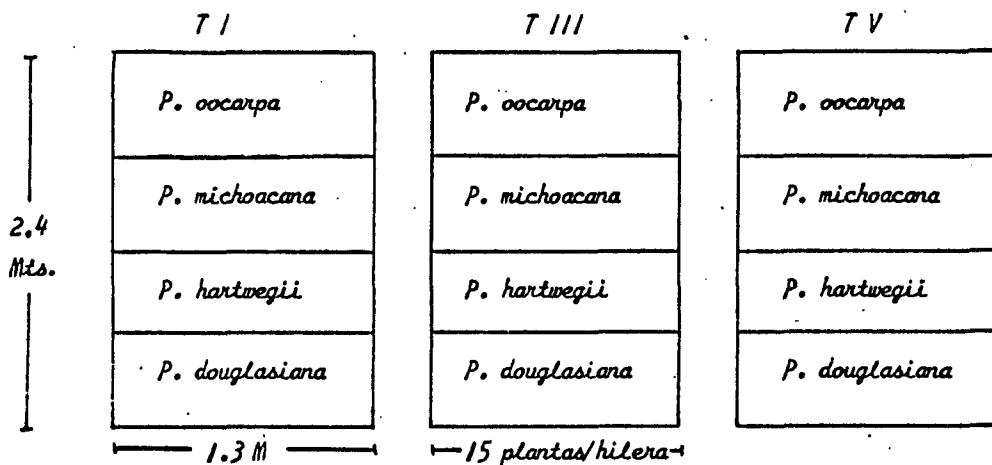 T I T III T V
P. oocarpa P. oocarpa P. oocarpa
P. michoacana P. michoacana P. michoacana
2.4
Mts.
P. hartwegii P. hartwegii P. hartwegii
P. douglasiana P. douglasiana P. douglasiana
1.3 M 15 plantas/hilera